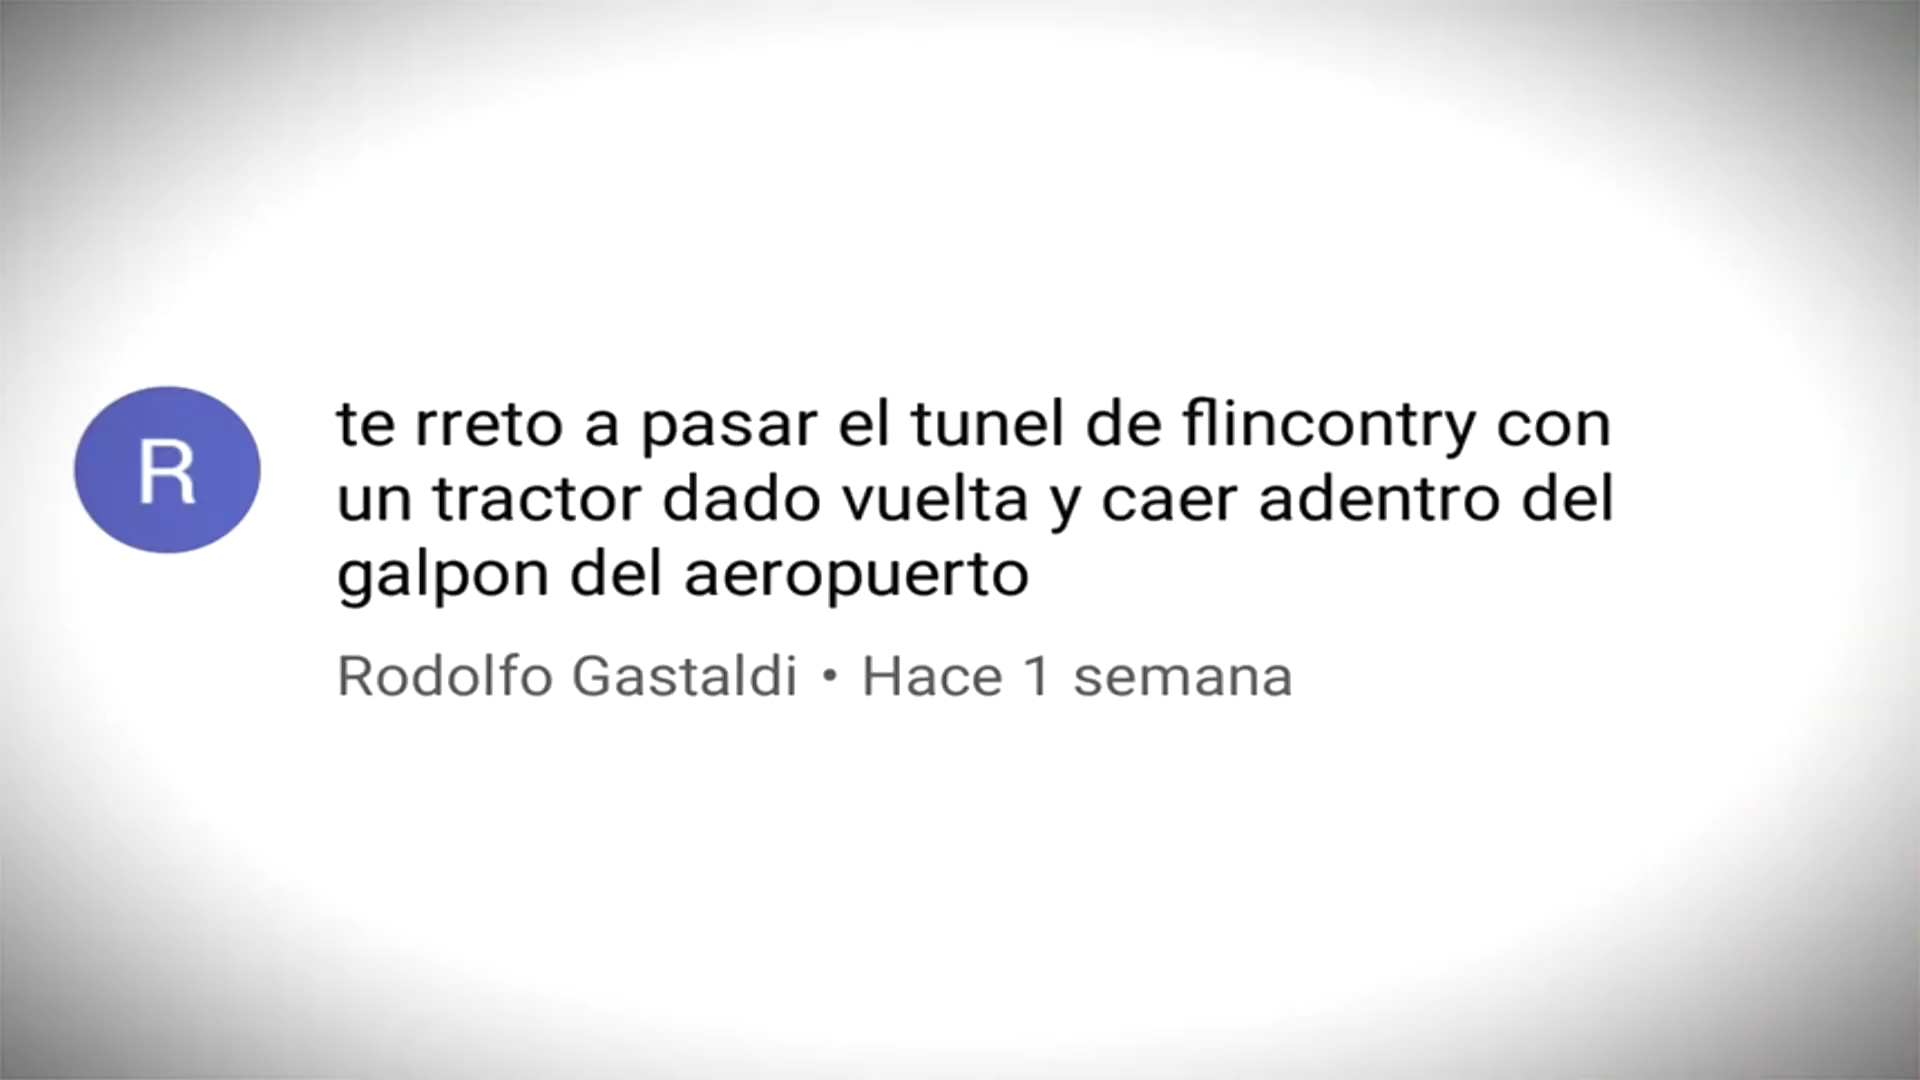 R
te rreto a pasar el tunel de flincontry con
un tractor dado vuelta y caer adentro del
galpon del aeropuerto
Rodolfo Gastaldi • Hace 1 semana